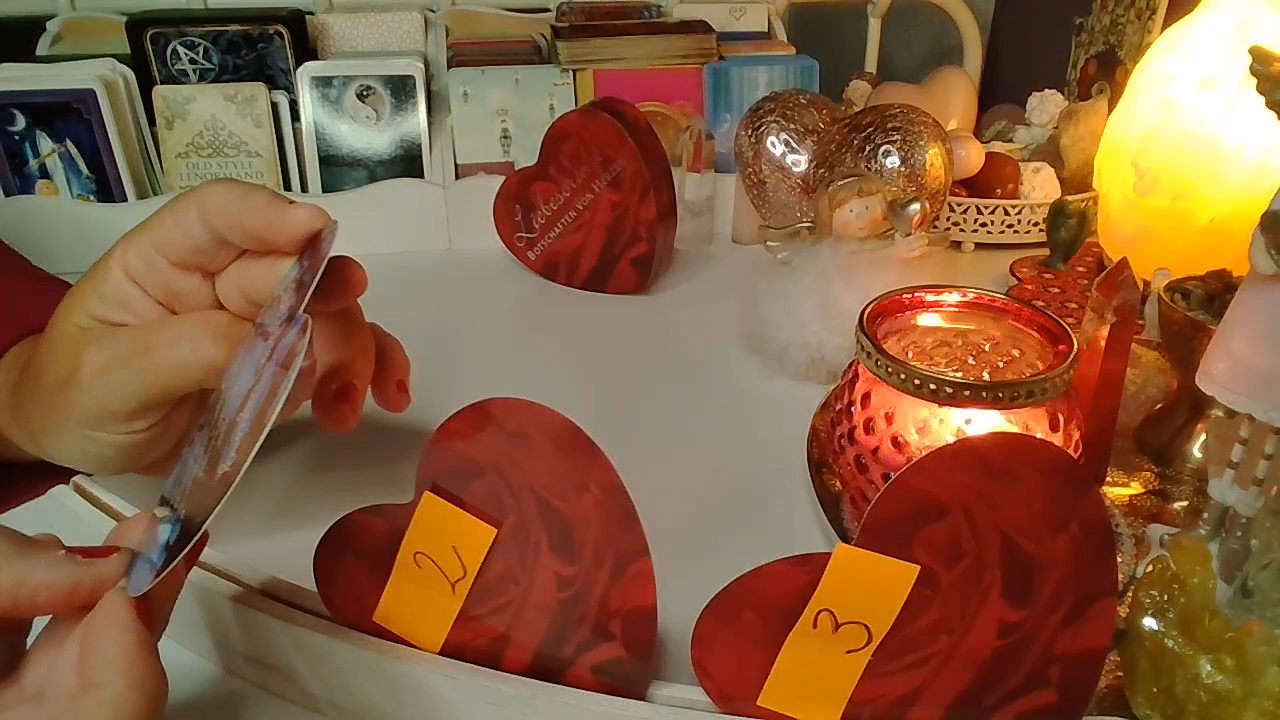 OLD STYLE
LENORMAND
Liebesorakel
BOTSCHAFTEN VON HERZEN
2
3